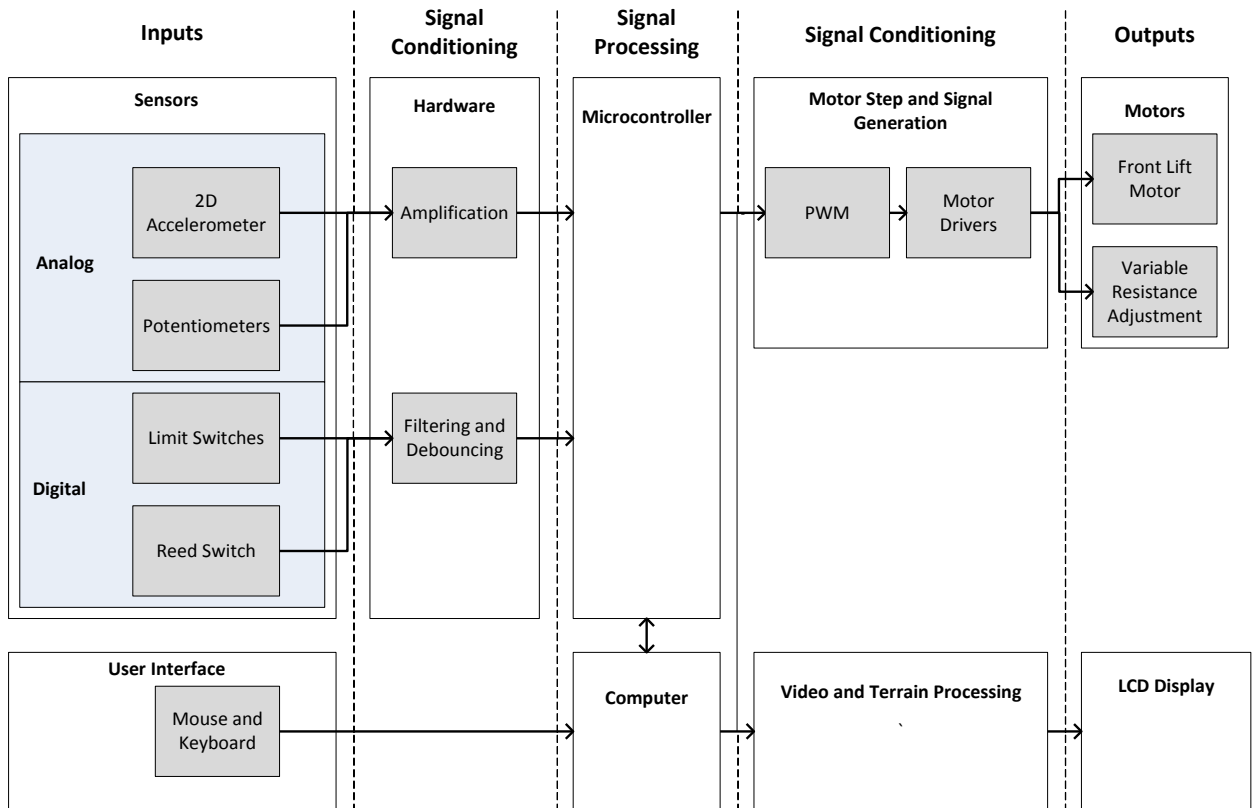 Inputs
Signal
Conditioning
Signal
Processing
Signal Conditioning
Outputs
Sensors
Analog
2D
Accelerometer
Potentiometers
Digital
Limit Switches
Reed Switch
Hardware
Amplification
Filtering and
Debouncing
Microcontroller
Motor Step and Signal
Generation
PWM
Motor
Drivers
Motors
Front Lift
Motor
Variable
Resistance
Adjustment
User Interface
Mouse and
Keyboard
Computer
Video and Terrain Processing
`
LCD Display